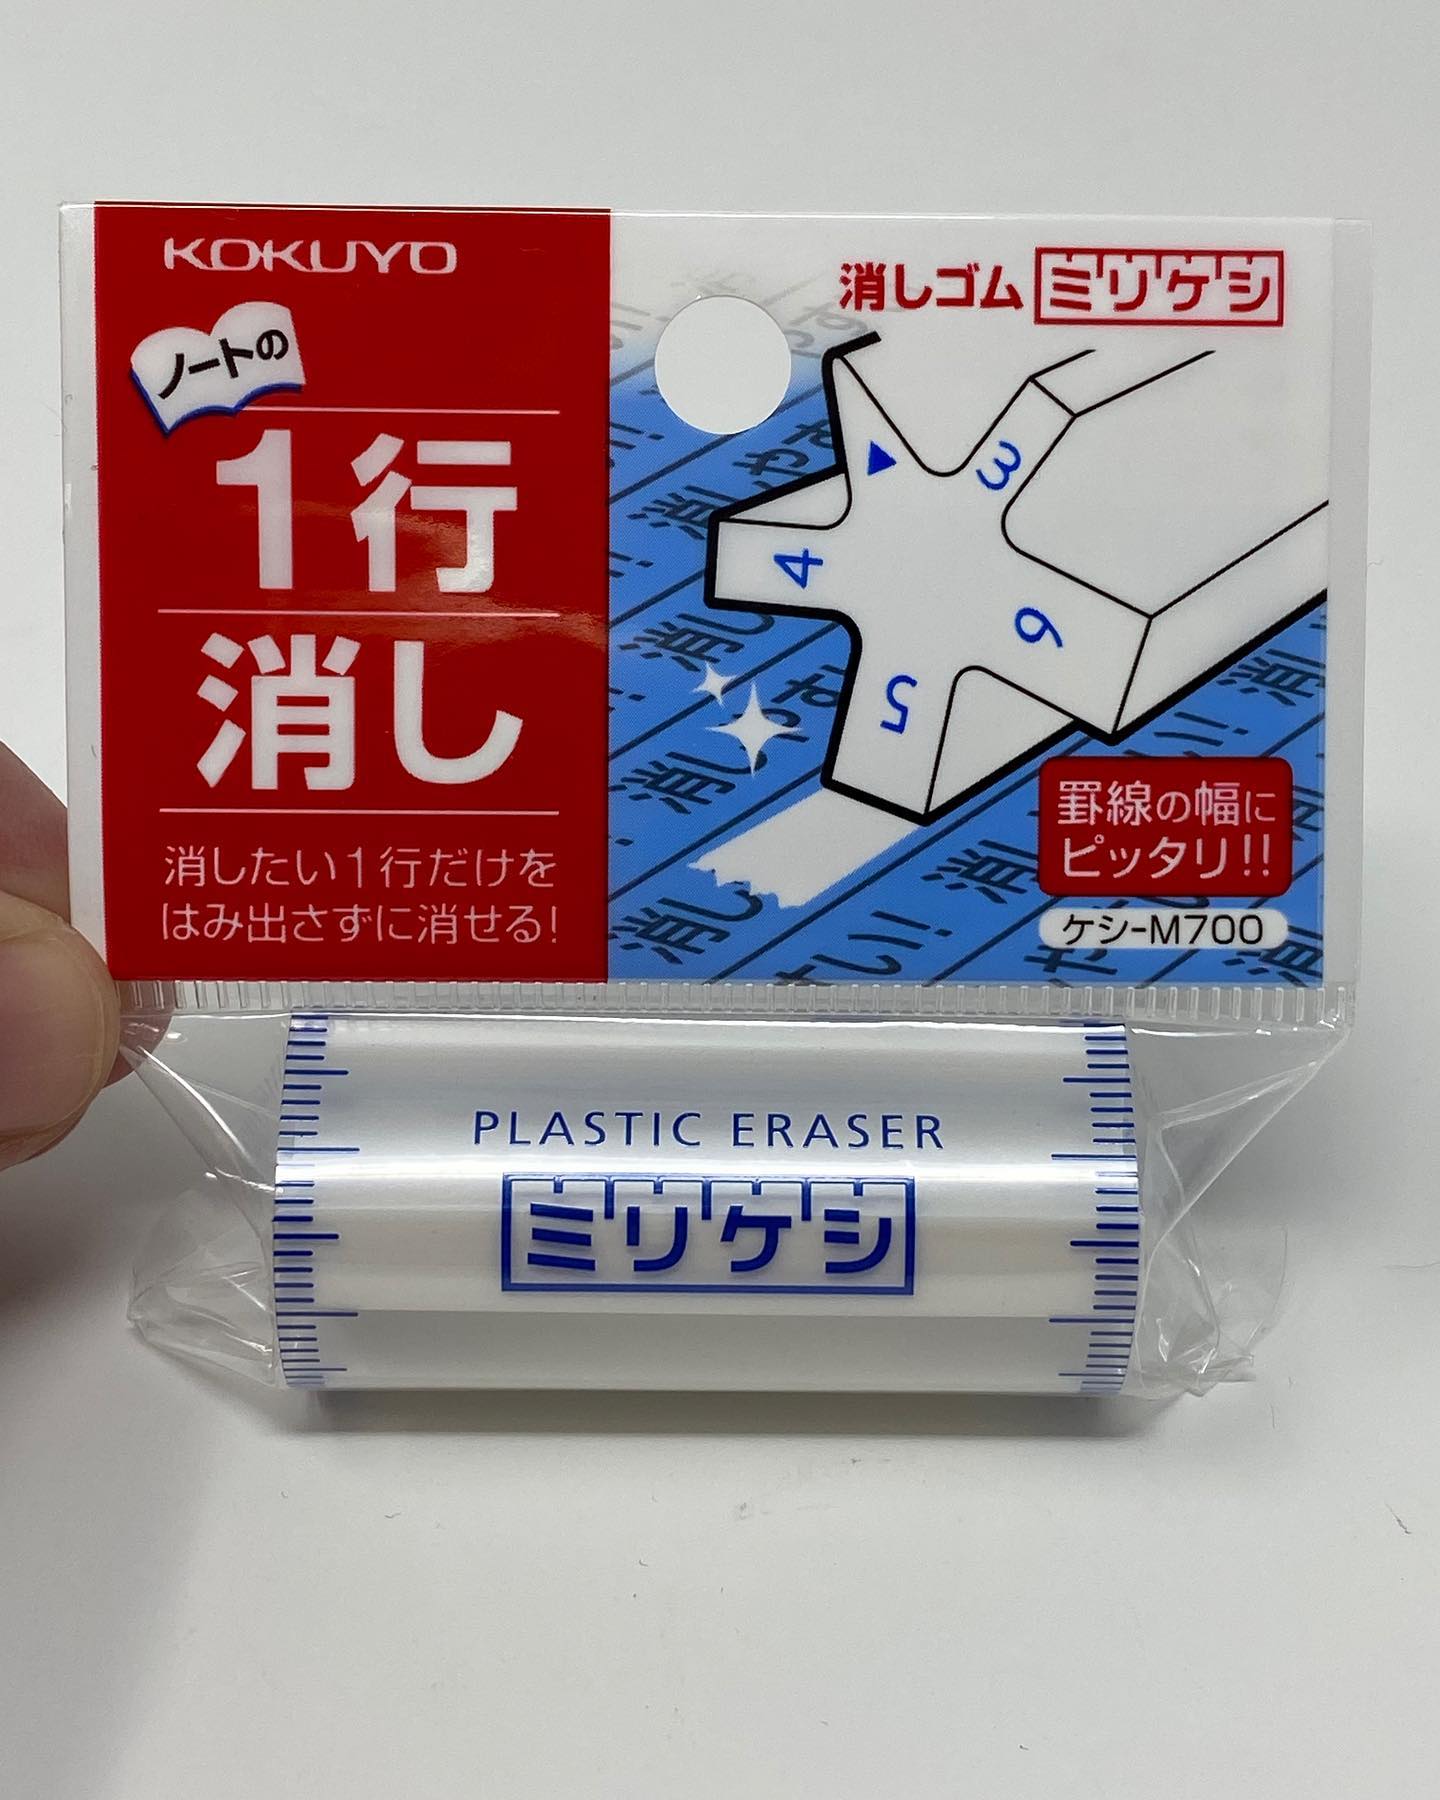 KOKUYO
ノートの
1行
消し
消したい1行だけを
はみ出さずに消せる!
消しゴム ミリケシ
3
4
6
5
罫線の幅に
ピッタリ!!
ケシ-M700
PLASTIC ERASER
ミリケシ